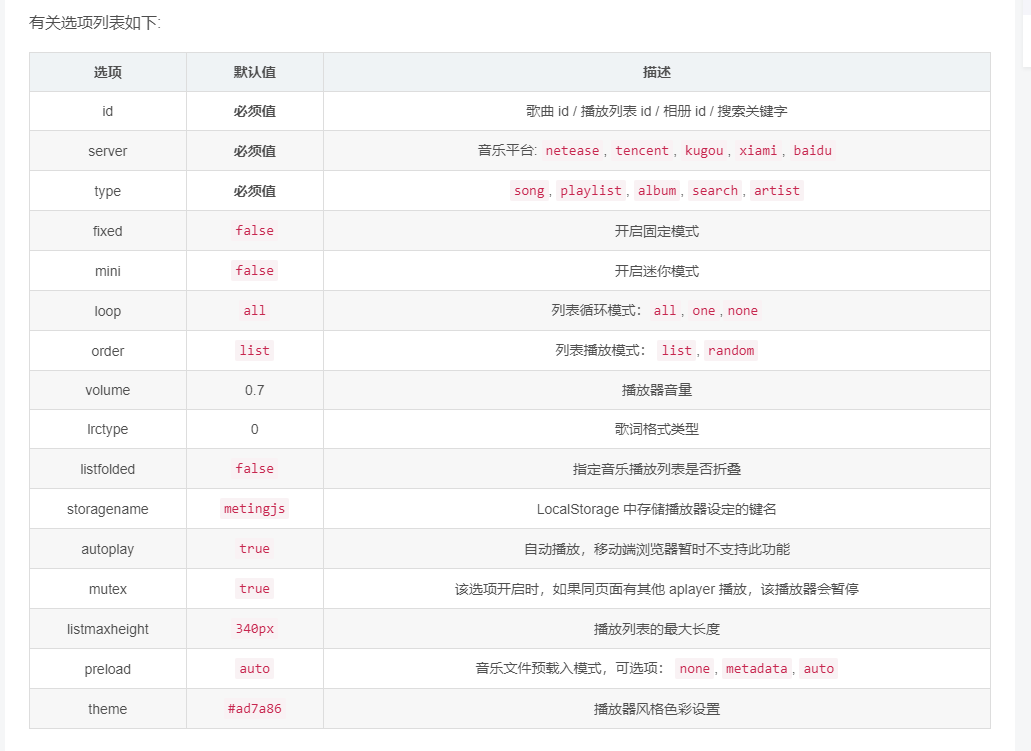 有关选项列表如下:
选项 默认值 描述
id 必须值 歌曲 id / 播放列表 id / 相册 id / 搜索关键字
server 必须值 音乐平台: netease, tencent, kugou, xiami, baidu
type 必须值 song, playlist, album, search, artist
fixed false 开启固定模式
mini false 开启迷你模式
loop all 列表循环模式： all, one,none
order list 列表播放模式： list, random
volume 0.7 播放器音量
lrctype 0 歌词格式类型
listfolded false 指定音乐播放列表是否折叠
storagename metingjs LocalStorage 中存储播放器设定的键名
autoplay true 自动播放，移动端浏览器暂时不支持此功能
mutex true 该选项开启时，如果同页面有其他 aplayer 播放，该播放器会暂停
listmaxheight 340px 播放列表的最大长度
preload auto 音乐文件预载入模式，可选项： none, metadata, auto
theme #ad7a86 播放器风格色彩设置